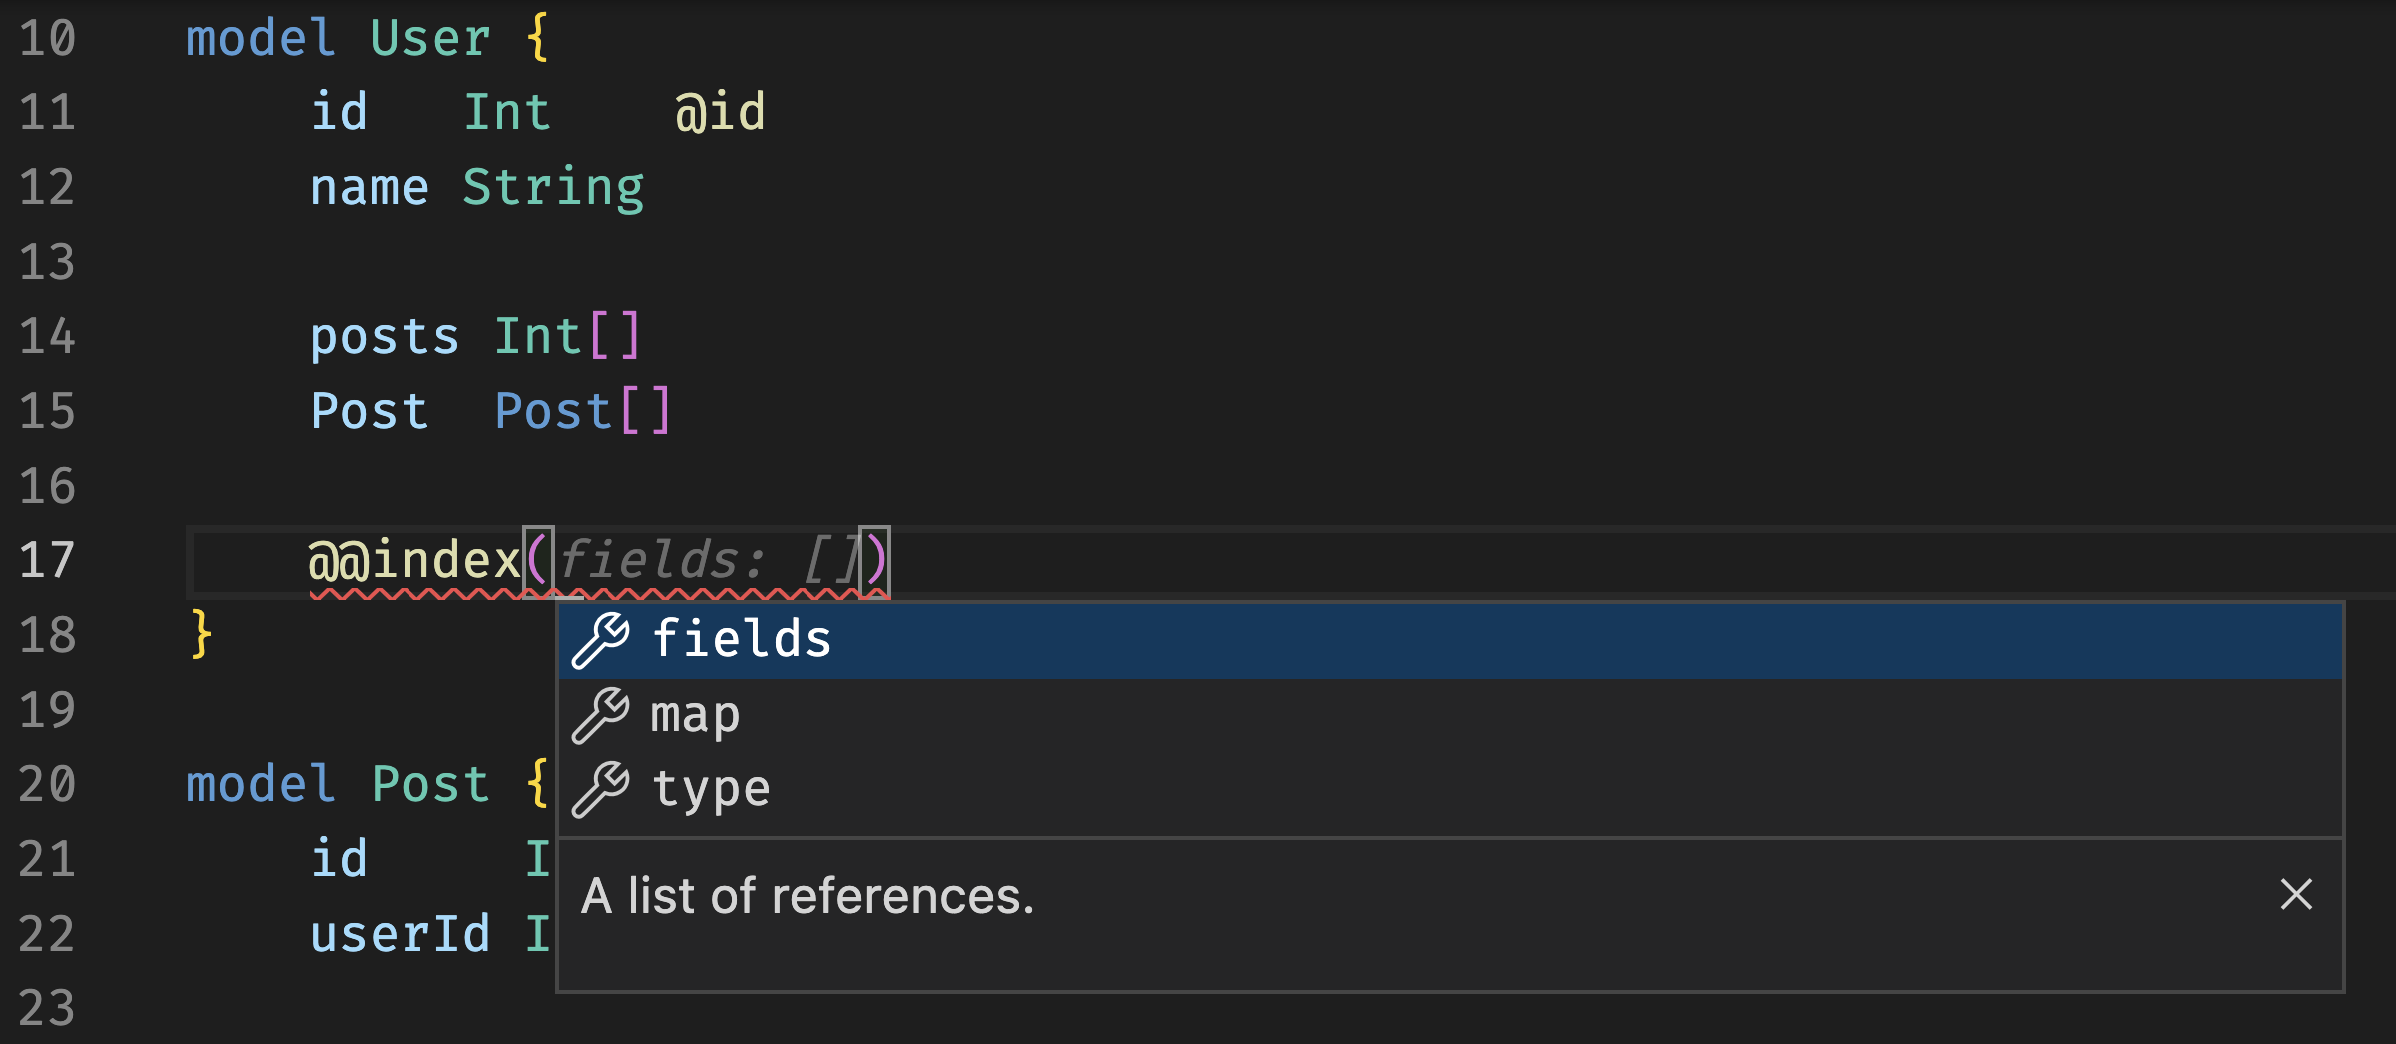 10 model User {
11 id Int @id
12 name String
13
14 posts Int[]
15 Post Post[]
16
17 @@index(fields: [])
18 }
fields
19
map
20 model Post {
type
21 id I
A list of references.
22 userId I
23